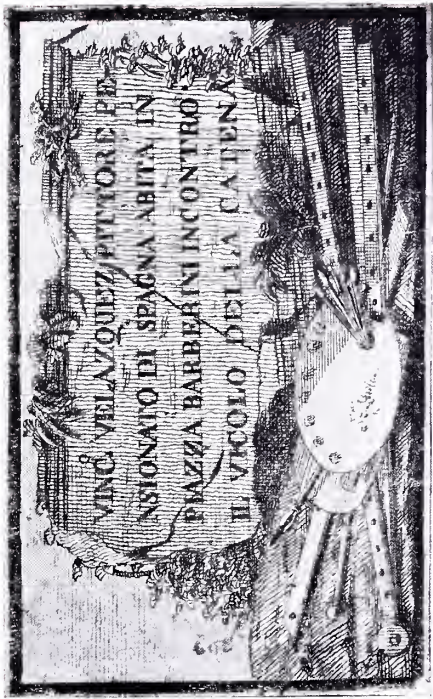 VINC.º VELAZQUEZ PITTORE PE
NSIONATO DI SPAGNA ABITA IN
PIAZZA BARBERINI INCONTRO
IL VICOLO DELLA CATENA